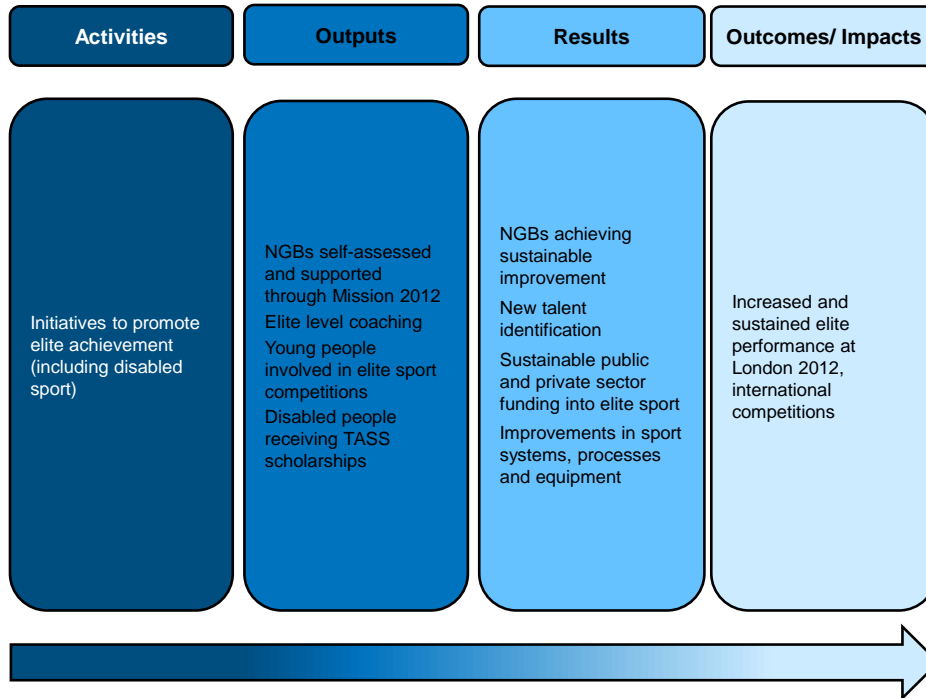 Activities
Outputs
Results
Outcomes/ Impacts
Initiatives to promote
elite achievement
(including disabled
sport)
NGBs self-assessed
and supported
through Mission 2012
Elite level coaching
Young people
involved in elite sport
competitions
Disabled people
receiving TASS
scholarships
NGBs achieving
sustainable
improvement
New talent
identification
Sustainable public
and private sector
funding into elite sport
Improvements in sport
systems, processes
and equipment
Increased and
sustained elite
performance at
London 2012,
international
competitions